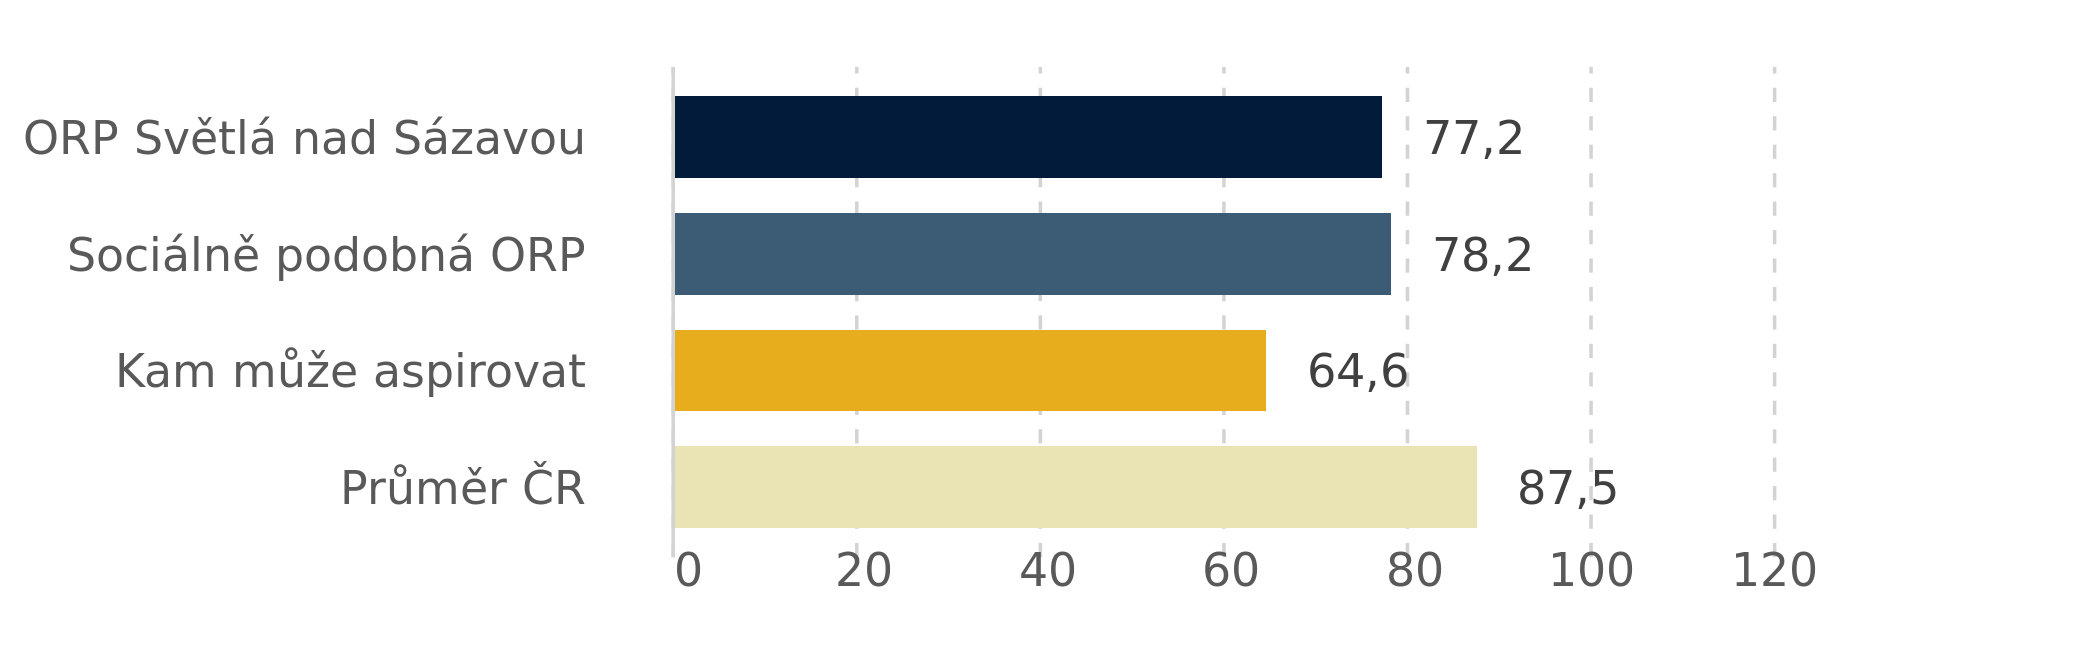 ORP Světlá nad Sázavou 77,2
Sociálně podobná ORP 78,2
Kam může aspirovat 64,6
Průměr ČR 87,5
0 20 40 60 80 100 120